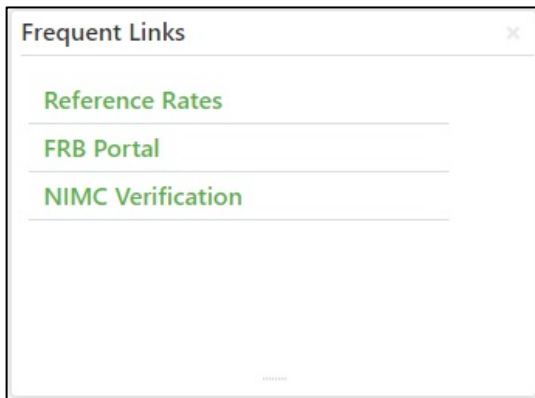 Frequent Links
Reference Rates
FRB Portal
NIMC Verification